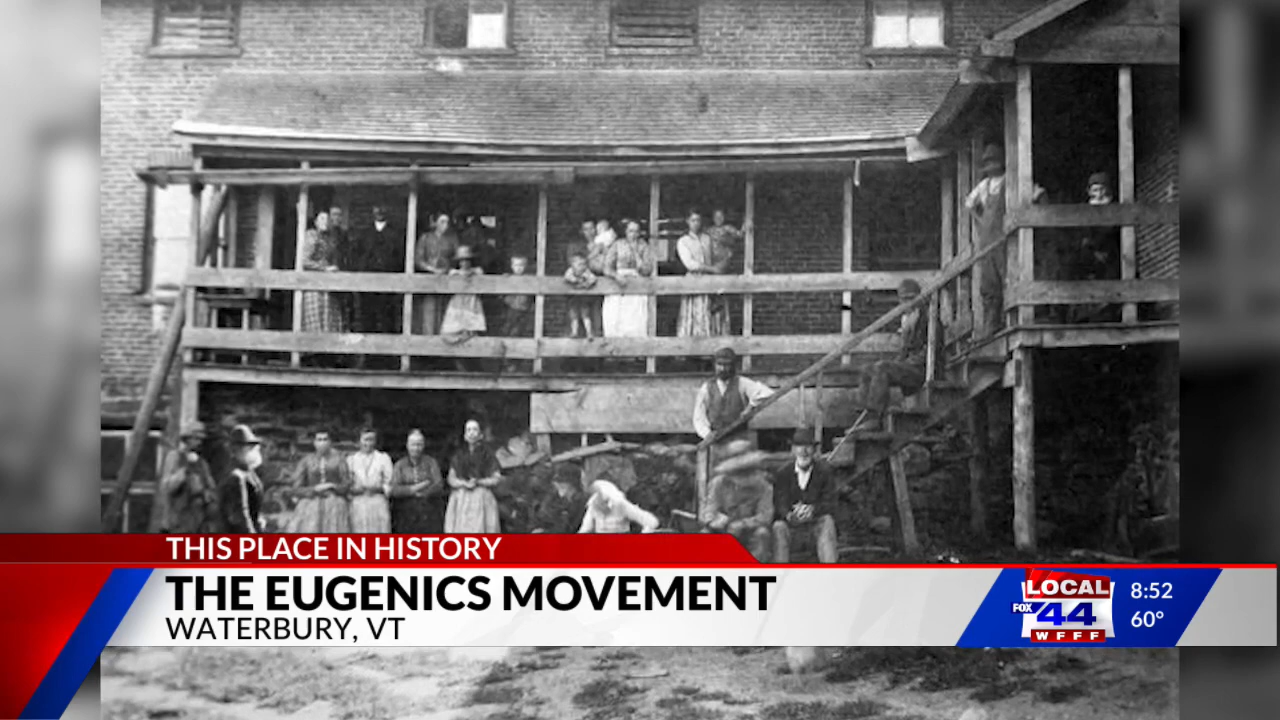 THIS PLACE IN HISTORY
THE EUGENICS MOVEMENT
WATERBURY, VT
LOCAL
FOX 44
WFFF
8:52
60°